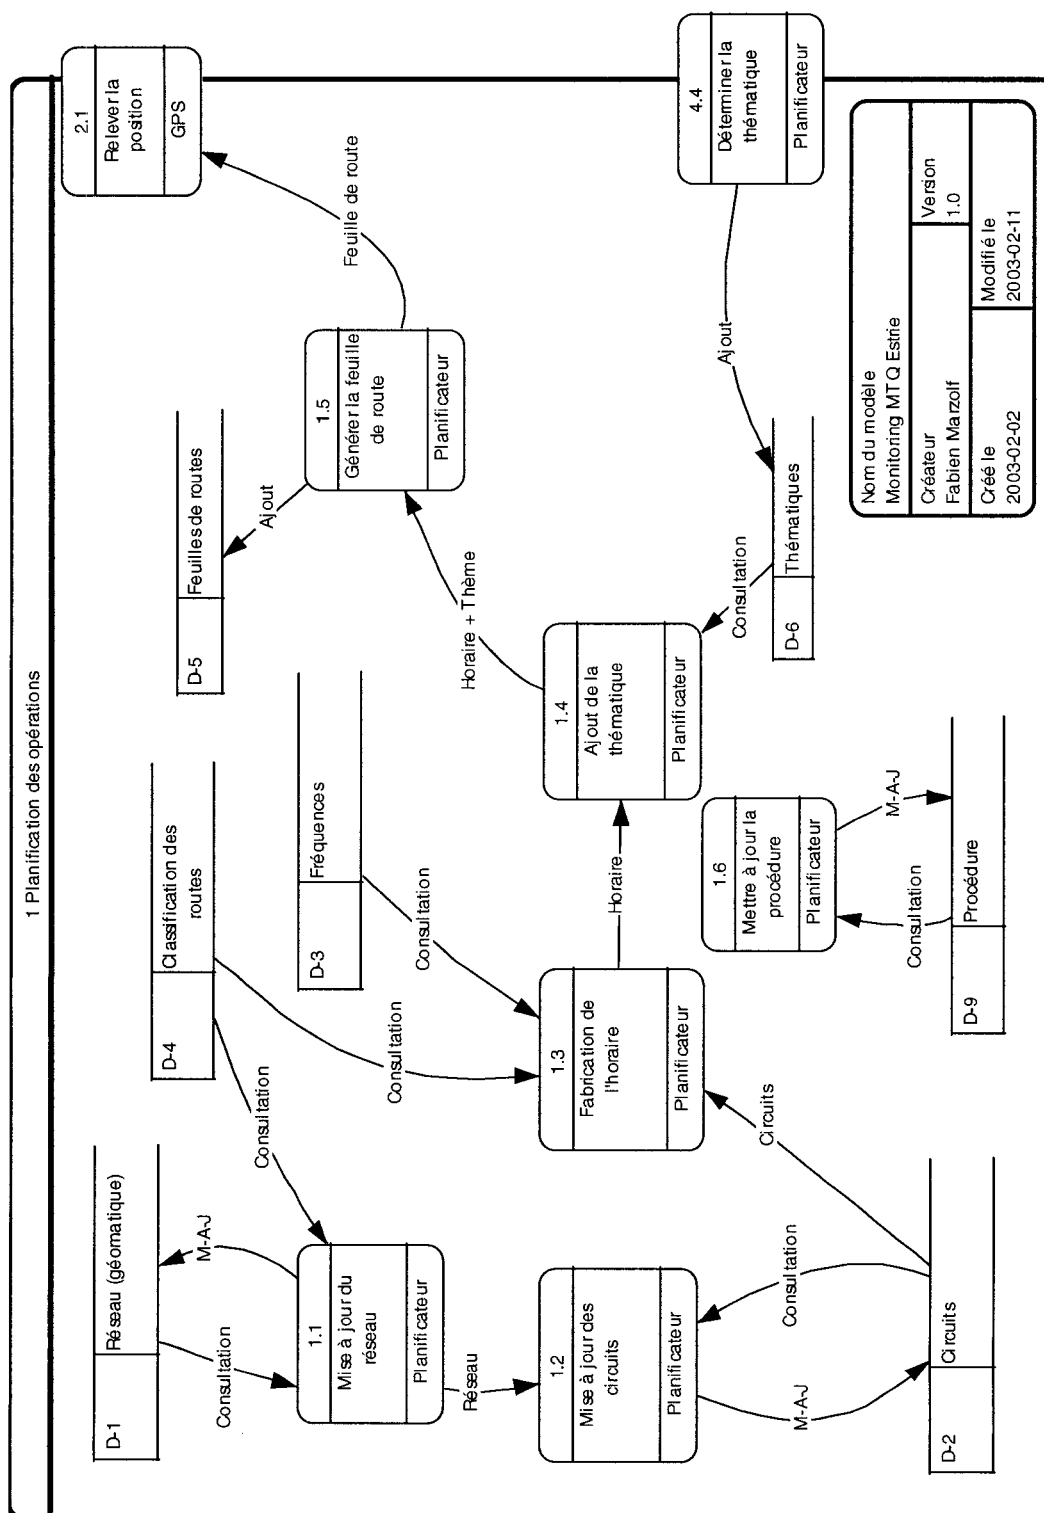 1 Planification des opérations
D-1
Réseau (géomatique)
D-4
Classification des
routes
D-5
Feuilles de routes
2.1
Relever la
position
GPS
D-3
Fréquences
Consultation
M-A-J
Consultation
1.1
Mise à jour du
réseau
Planificateur
Réseau
Consultation
Consultation
Ajout
1.5
Générer la feuille
de route
Planificateur
Feuille de route
Horaire + Thème
1.2
Mise à jour des
circuits
Planificateur
1.3
Fabrication de
l'horaire
Planificateur
Horaire
1.4
Ajout de la
thématique
Planificateur
Consultation
Ajout
4.4
Déterminer la
thématique
Planificateur
M-A-J
Consultation
Circuits
D-2
Circuits
1.6
Mettre à jour la
procédure
Planificateur
Consultation
M-A-J
D-9
Procédure
D-6
Thématiques
Nom du modèle
Monitoring MTQ Estrie
Créateur
Fabien Marzolf
Version
1.0
Créé le
2003-02-02
Modifié le
2003-02-11